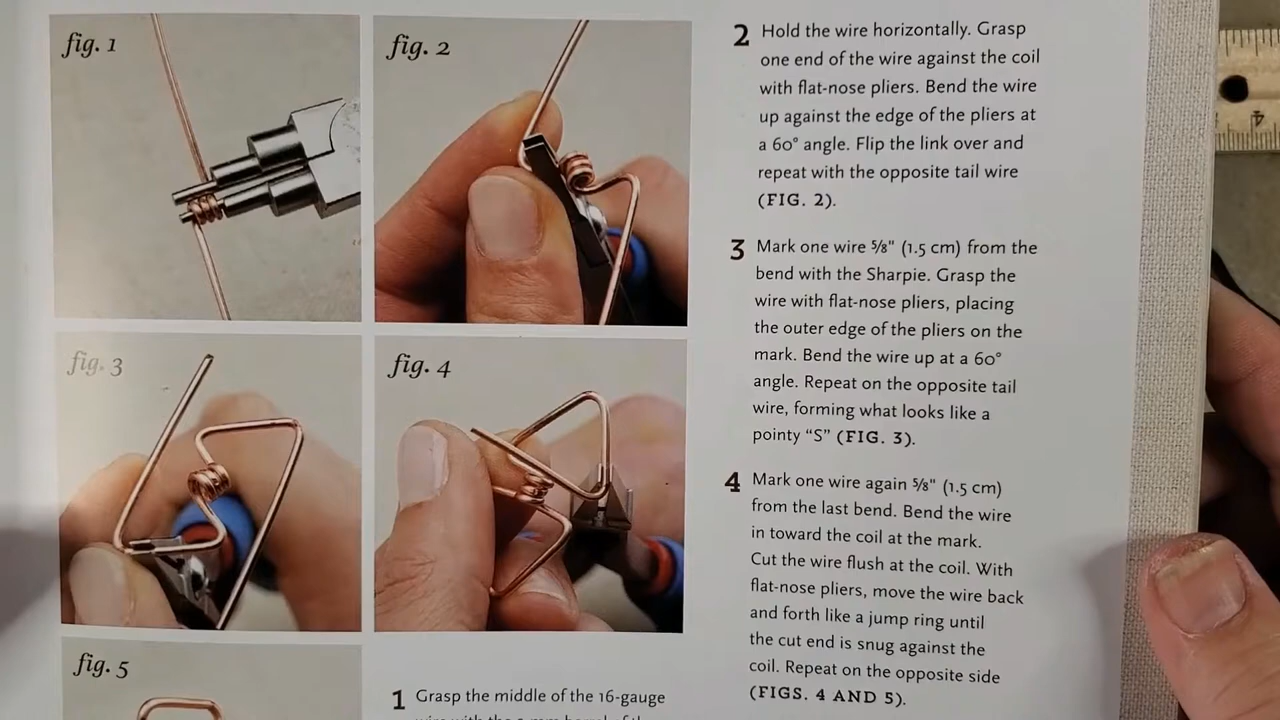 fig. 1
fig. 2
fig. 3
fig. 4
fig. 5
1 Grasp the middle of the 16-gauge
2 Hold the wire horizontally. Grasp
one end of the wire against the coil
with flat-nose pliers. Bend the wire
up against the edge of the pliers at
a 60° angle. Flip the link over and
repeat with the opposite tail wire
(FIG. 2).
3 Mark one wire 5/8" (1.5 cm) from the
bend with the Sharpie. Grasp the
wire with flat-nose pliers, placing
the outer edge of the pliers on the
mark. Bend the wire up at a 60°
angle. Repeat on the opposite tail
wire, forming what looks like a
pointy “S” (FIG. 3).
4 Mark one wire again 5/8" (1.5 cm)
from the last bend. Bend the wire
in toward the coil at the mark.
Cut the wire flush at the coil. With
flat-nose pliers, move the wire back
and forth like a jump ring until
the cut end is snug against the
coil. Repeat on the opposite side
(FIGS. 4 AND 5).
4